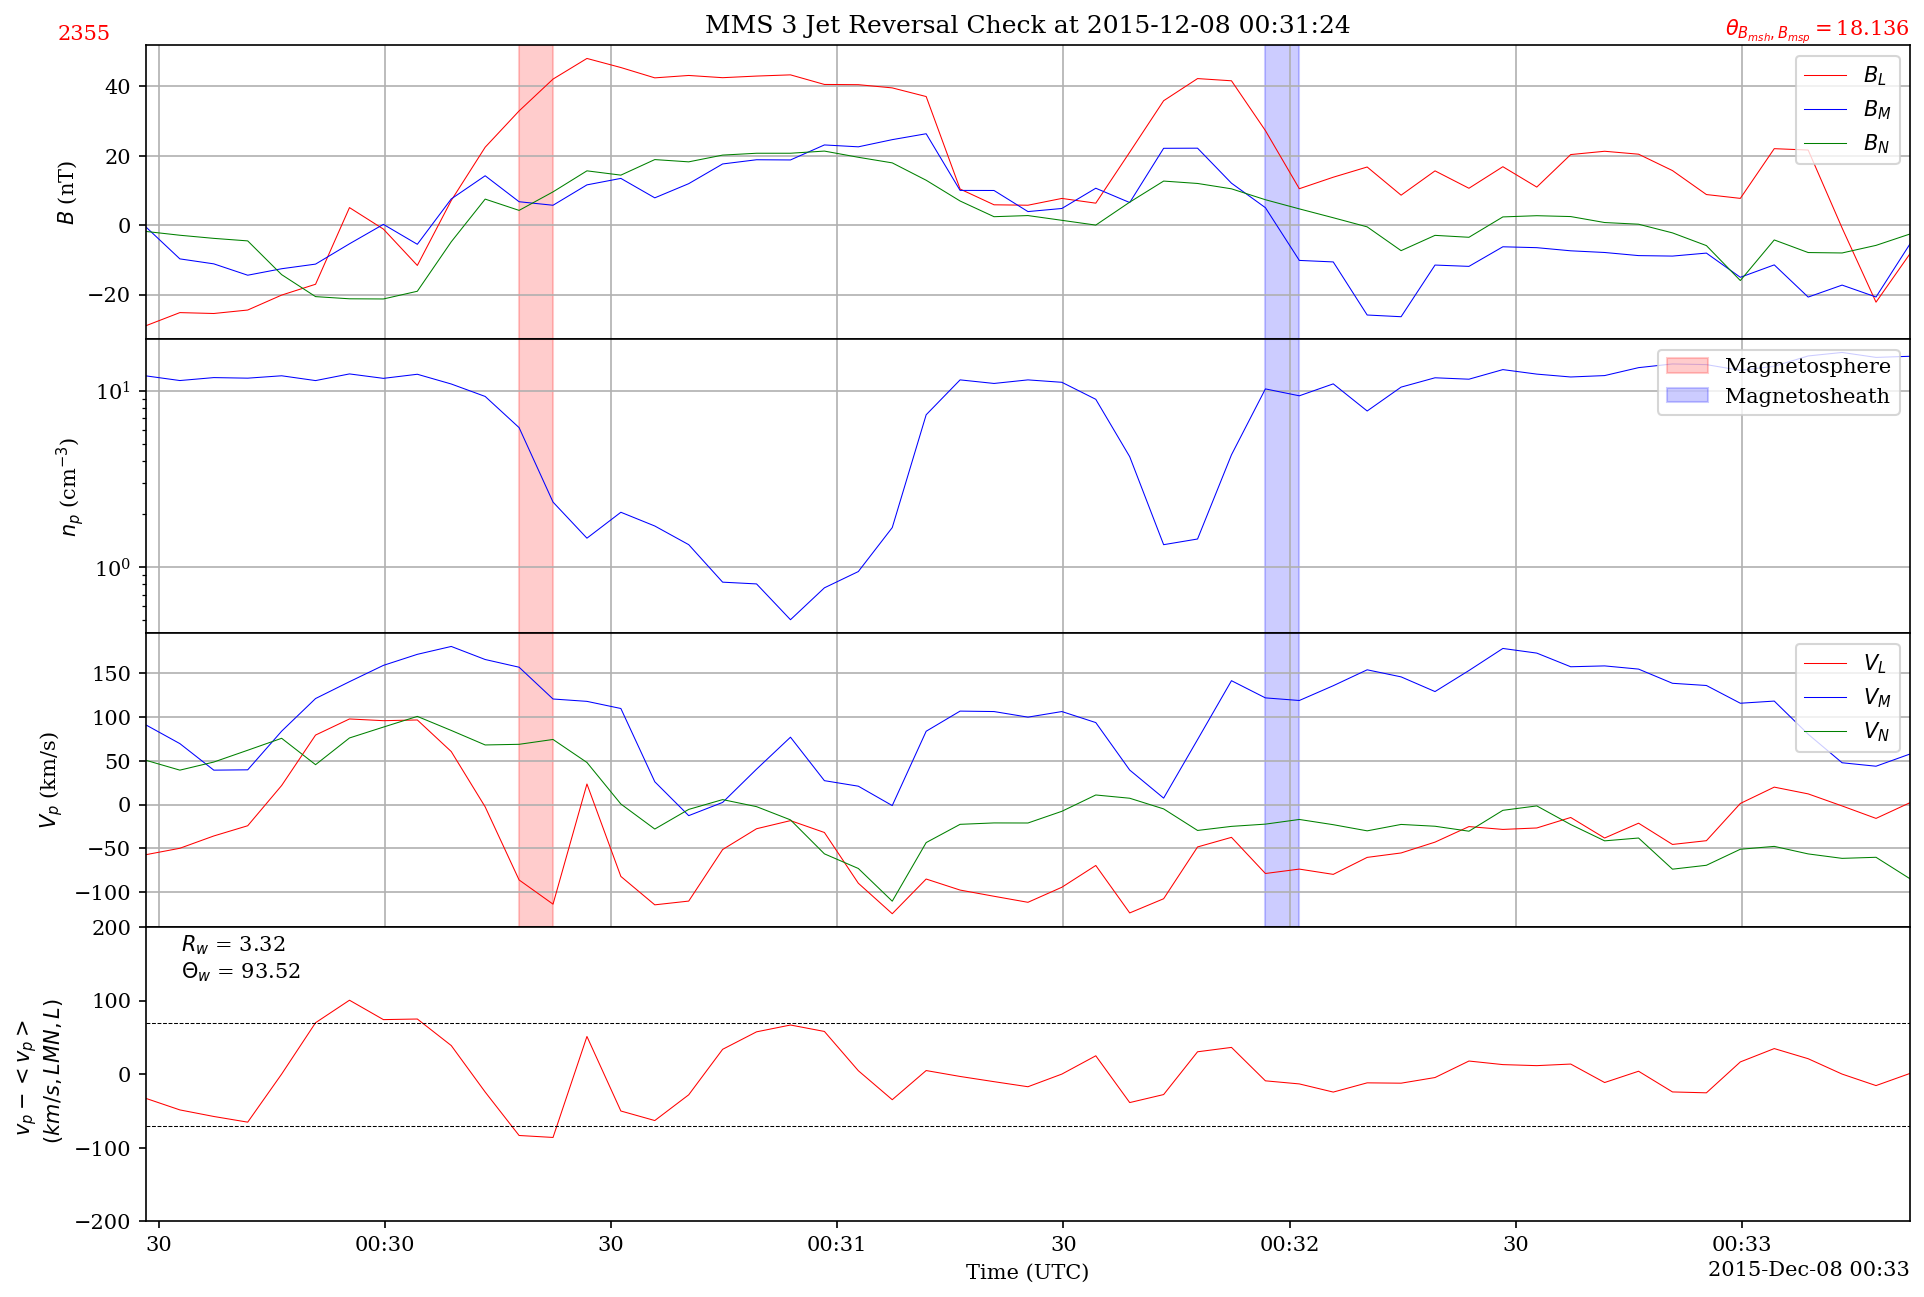 MMS 3 Jet Reversal Check at 2015-12-08 00:31:24
2355
θ_{B_{msh}, B_{msp}} = 18.136
B (nT)
40
20
0
−20
B_L
B_M
B_N
n_p (cm^{−3})
10^1
10^0
Magnetosphere
Magnetosheath
V_p (km/s)
150
100
50
0
−50
−100
V_L
V_M
V_N
v_p − < v_p >
(km/s, LMN, L)
200
100
0
−100
−200
R_w = 3.32
Θ_w = 93.52
30
00:30
30
00:31
30
00:32
30
00:33
Time (UTC)
2015-Dec-08 00:33